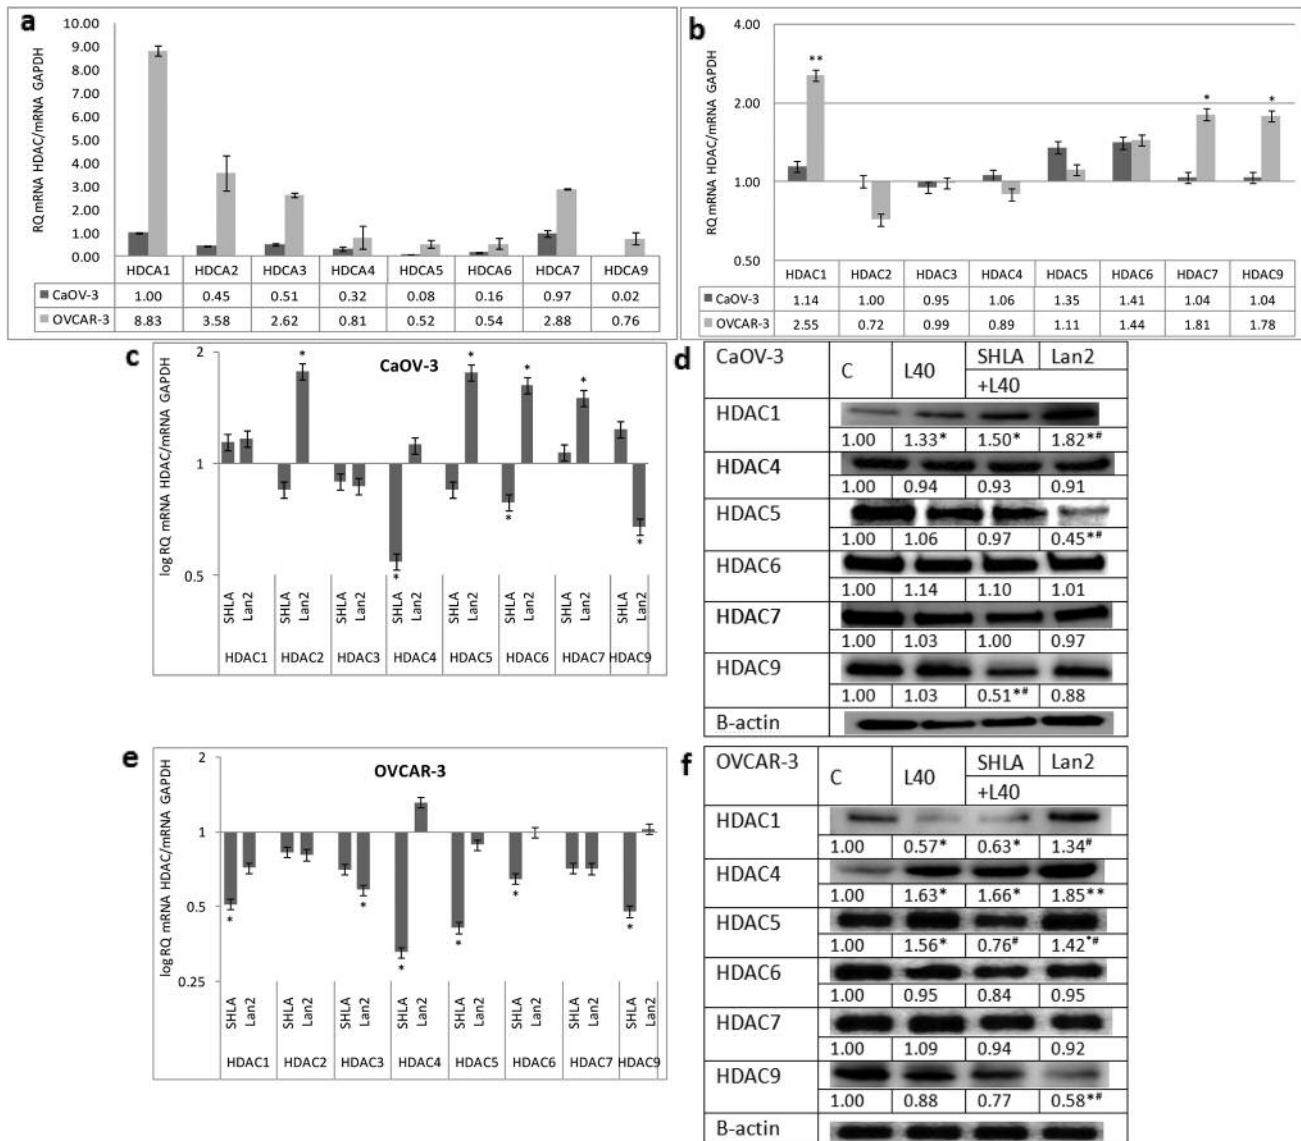 a
RQ mRNA HDAC/mRNA GAPDH
10.00
9.00
8.00
7.00
6.00
5.00
4.00
3.00
2.00
1.00
0.00
HDCA1 HDCA2 HDCA3 HDCA4 HDCA5 HDCA6 HDCA7 HDCA9
CaOV-3 1.00 0.45 0.51 0.32 0.08 0.16 0.97 0.02
OVCAR-3 8.83 3.58 2.62 0.81 0.52 0.54 2.88 0.76
b
RQ mRNA HDAC/mRNA GAPDH
4.00
2.00
1.00
0.50
** * *
HDAC1 HDAC2 HDAC3 HDAC4 HDAC5 HDAC6 HDAC7 HDAC9
CaOV-3 1.14 1.00 0.95 1.06 1.35 1.41 1.04 1.04
OVCAR-3 2.55 0.72 0.99 0.89 1.11 1.44 1.81 1.78
c
CaOV-3
log RQ mRNA HDAC/mRNA GAPDH
2
1
0.5
* * * * * * *
SHLA Lan2 SHLA Lan2 SHLA Lan2 SHLA Lan2 SHLA Lan2 SHLA Lan2 SHLA Lan2 SHLA Lan2
HDAC1 HDAC2 HDAC3 HDAC4 HDAC5 HDAC6 HDAC7 HDAC9
d
CaOV-3 C L40 SHLA Lan2
+L40
HDAC1
1.00 1.33* 1.50* 1.82*#
HDAC4
1.00 0.94 0.93 0.91
HDAC5
1.00 1.06 0.97 0.45*#
HDAC6
1.00 1.14 1.10 1.01
HDAC7
1.00 1.03 1.00 0.97
HDAC9
1.00 1.03 0.51*# 0.88
B-actin
e
OVCAR-3
log RQ mRNA HDAC/mRNA GAPDH
2
1
0.5
0.25
* * * * * *
SHLA Lan2 SHLA Lan2 SHLA Lan2 SHLA Lan2 SHLA Lan2 SHLA Lan2 SHLA Lan2 SHLA Lan2
HDAC1 HDAC2 HDAC3 HDAC4 HDAC5 HDAC6 HDAC7 HDAC9
f
OVCAR-3 C L40 SHLA Lan2
+L40
HDAC1
1.00 0.57* 0.63* 1.34#
HDAC4
1.00 1.63* 1.66* 1.85**
HDAC5
1.00 1.56* 0.76# 1.42*#
HDAC6
1.00 0.95 0.84 0.95
HDAC7
1.00 1.09 0.94 0.92
HDAC9
1.00 0.88 0.77 0.58*#
B-actin